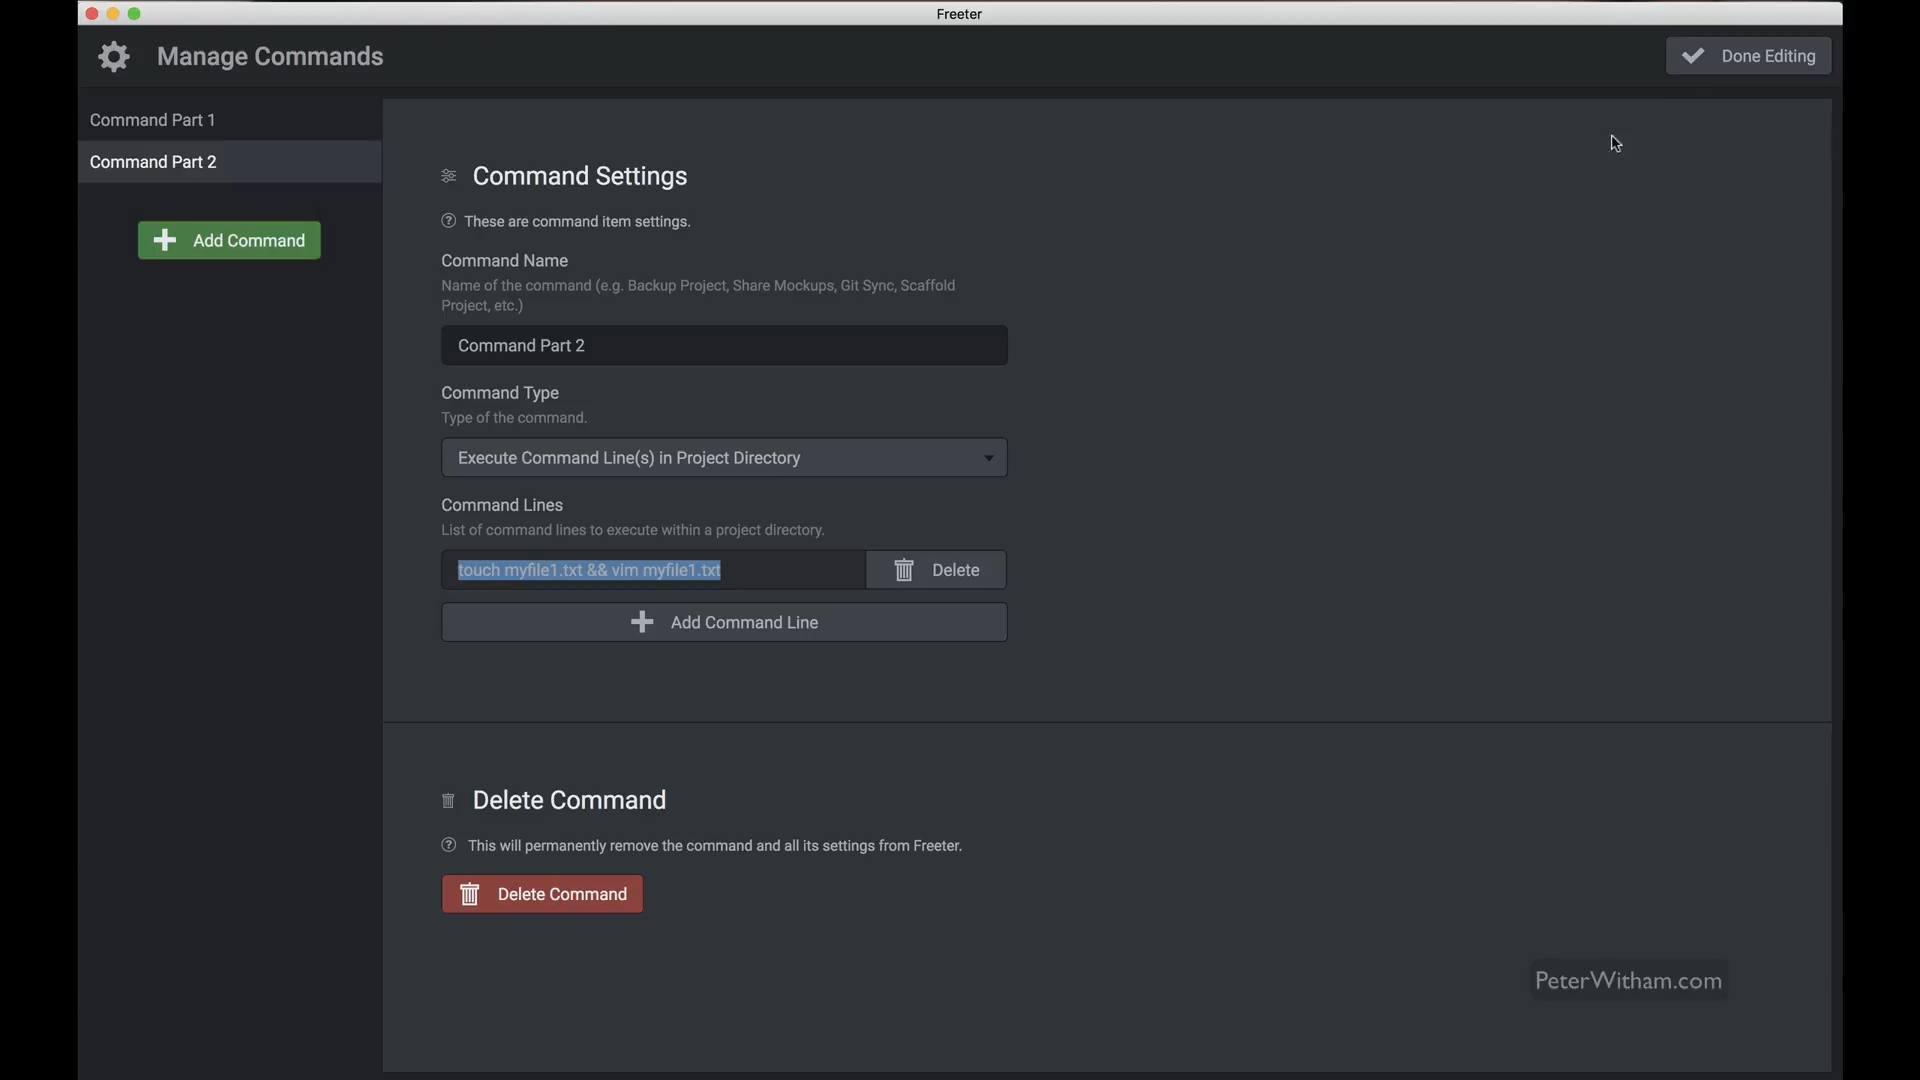 Freeter
Manage Commands
Done Editing
Command Part 1
Command Part 2
Add Command
Command Settings
These are command item settings.
Command Name
Name of the command (e.g. Backup Project, Share Mockups, Git Sync, Scaffold
Project, etc.)
Command Part 2
Command Type
Type of the command.
Execute Command Line(s) in Project Directory
Command Lines
List of command lines to execute within a project directory.
touch myfile1.txt && vim myfile1.txt
Delete
Add Command Line
Delete Command
This will permanently remove the command and all its settings from Freeter.
Delete Command
PeterWitham.com